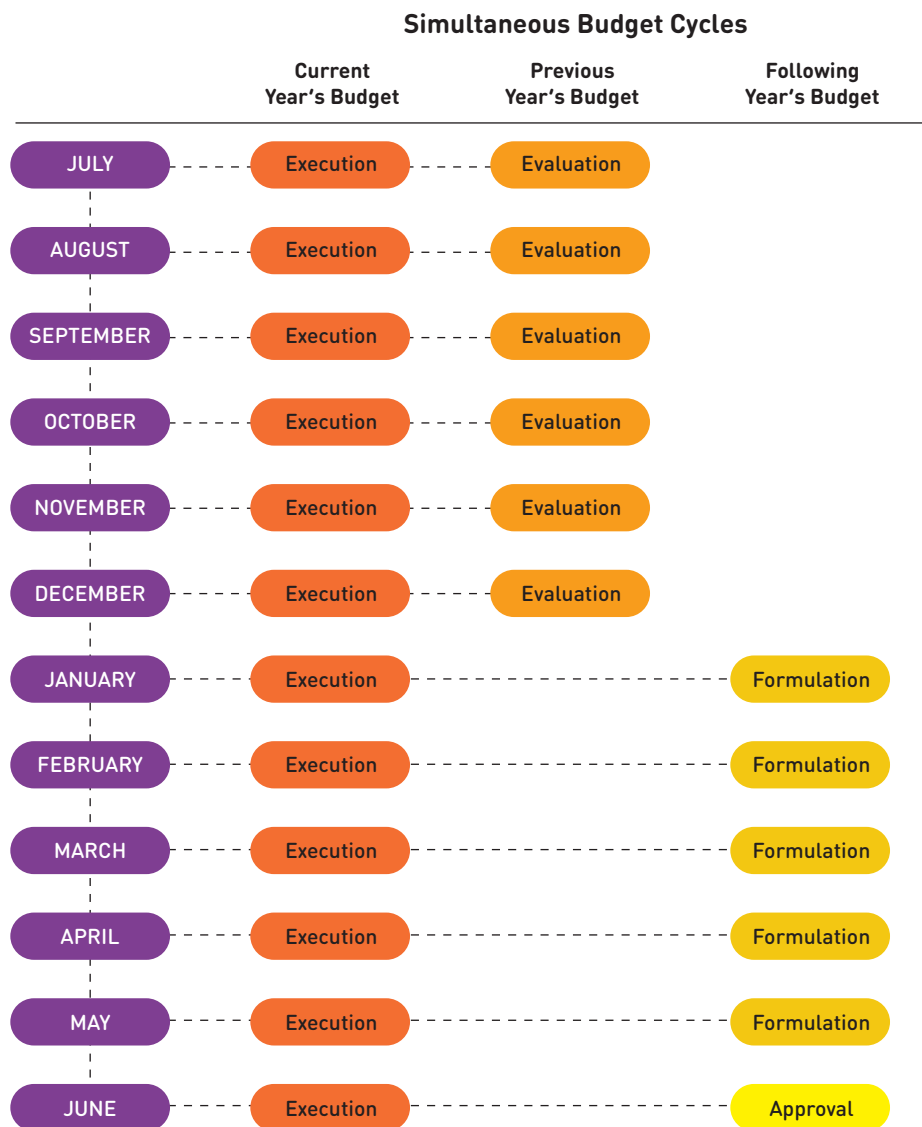 Simultaneous Budget Cycles
Current Year's Budget
Previous Year's Budget
Following Year's Budget
JULY Execution Evaluation
AUGUST Execution Evaluation
SEPTEMBER Execution Evaluation
OCTOBER Execution Evaluation
NOVEMBER Execution Evaluation
DECEMBER Execution Evaluation
JANUARY Execution Formulation
FEBRUARY Execution Formulation
MARCH Execution Formulation
APRIL Execution Formulation
MAY Execution Formulation
JUNE Execution Approval